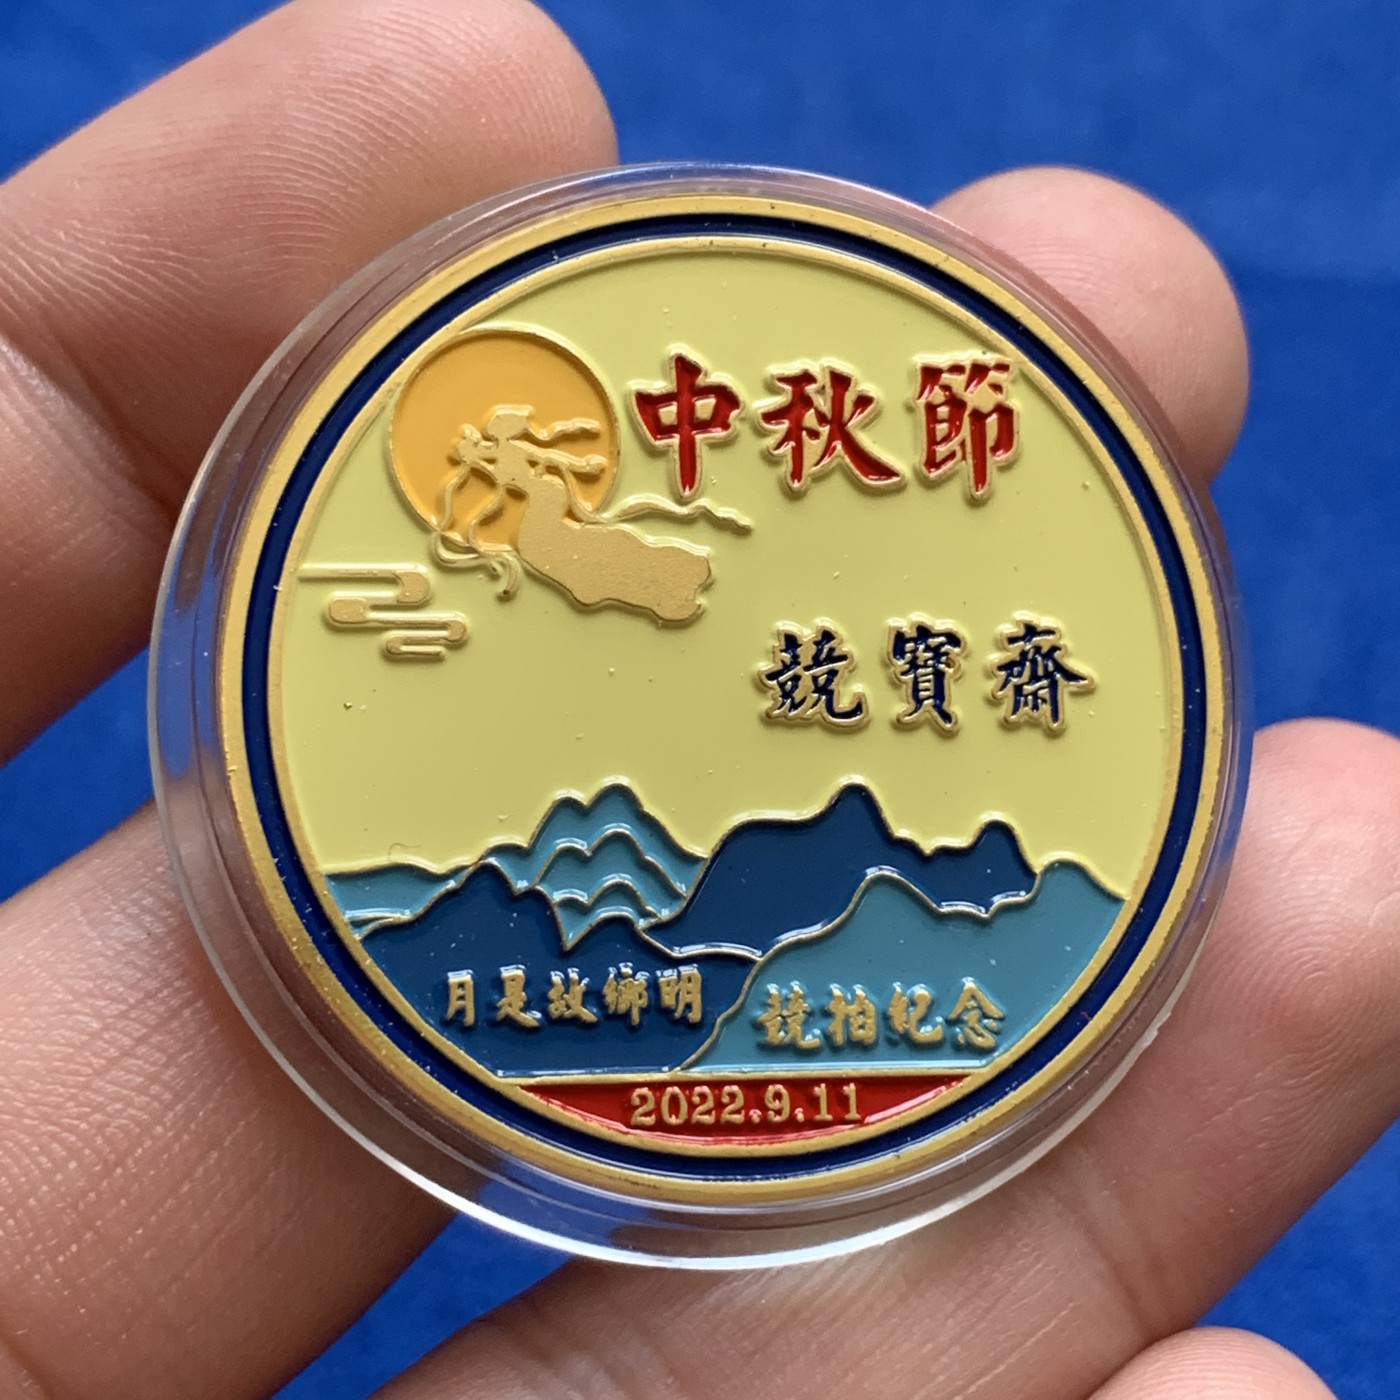 中秋節
競寶齋
月是故鄉明
競拍紀念
2022.9.11